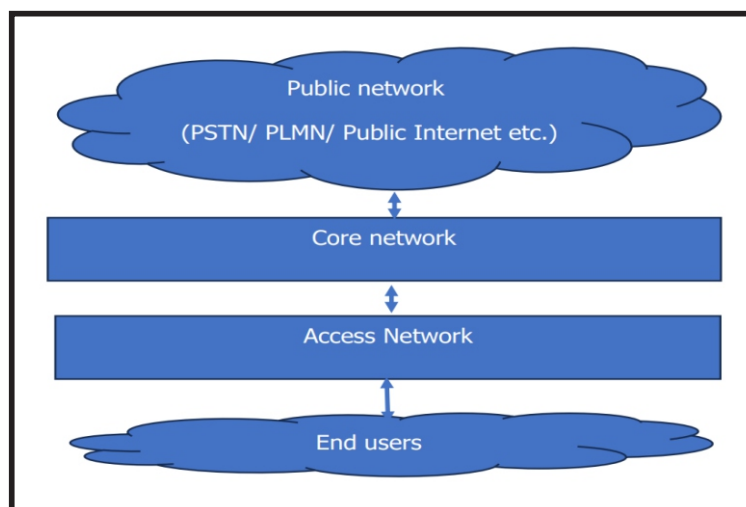 Public network
(PSTN/ PLMN/ Public Internet etc.)
Core network
Access Network
End users